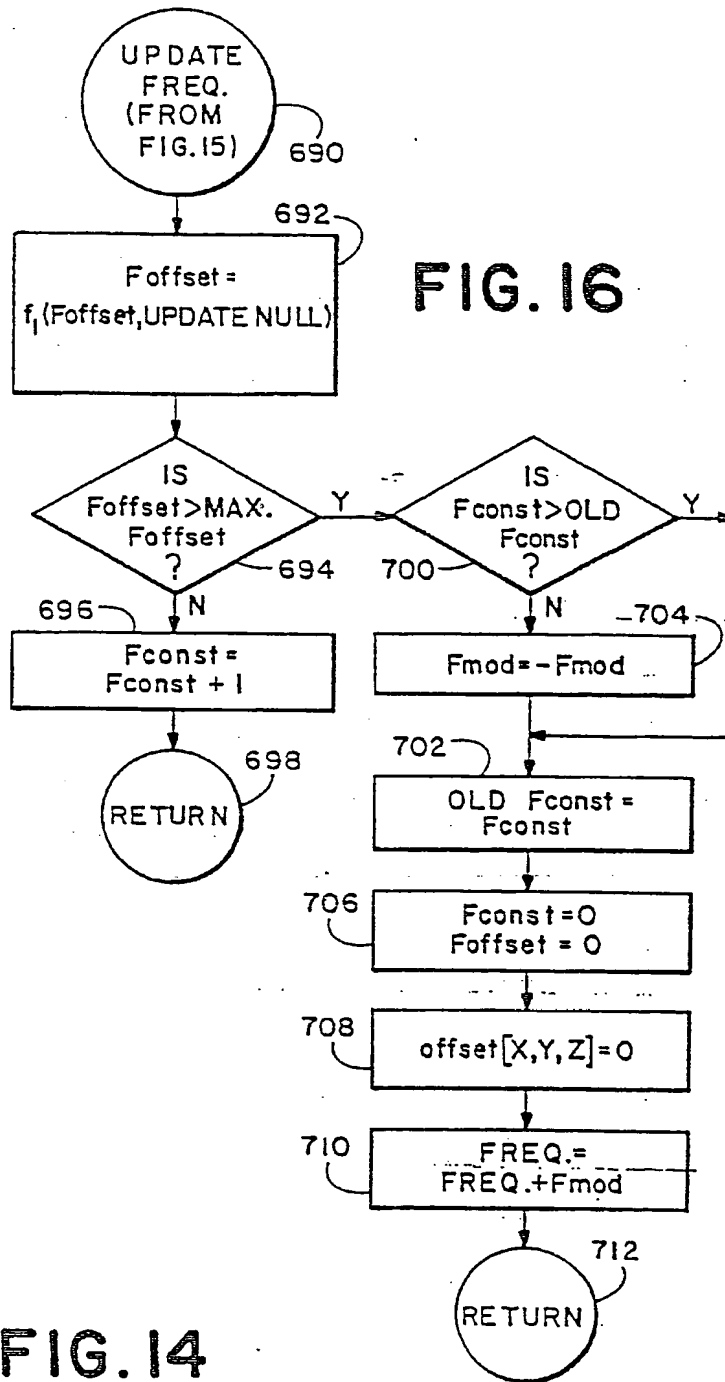 UPDATE
FREQ.
(FROM
FIG.15)
690
692
Foffset=
f1(Foffset,UPDATE NULL)
FIG.16
IS
Foffset>MAX.
Foffset
?
694
Y
N
IS
Fconst>OLD
Fconst
?
700
Y
N
696
Fconst=
Fconst + 1
698
RETURN
704
Fmod=-Fmod
702
OLD Fconst=
Fconst
706
Fconst=0
Foffset = 0
708
offset[X,Y,Z]=0
710
FREQ.=
FREQ.+Fmod
712
RETURN
FIG.14